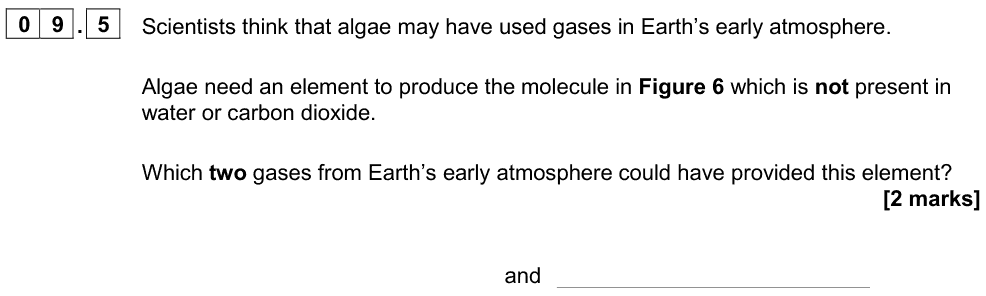 09.5 Scientists think that algae may have used gases in Earth's early atmosphere.
Algae need an element to produce the molecule in Figure 6 which is not present in
water or carbon dioxide.
Which two gases from Earth's early atmosphere could have provided this element?
[2 marks]
and